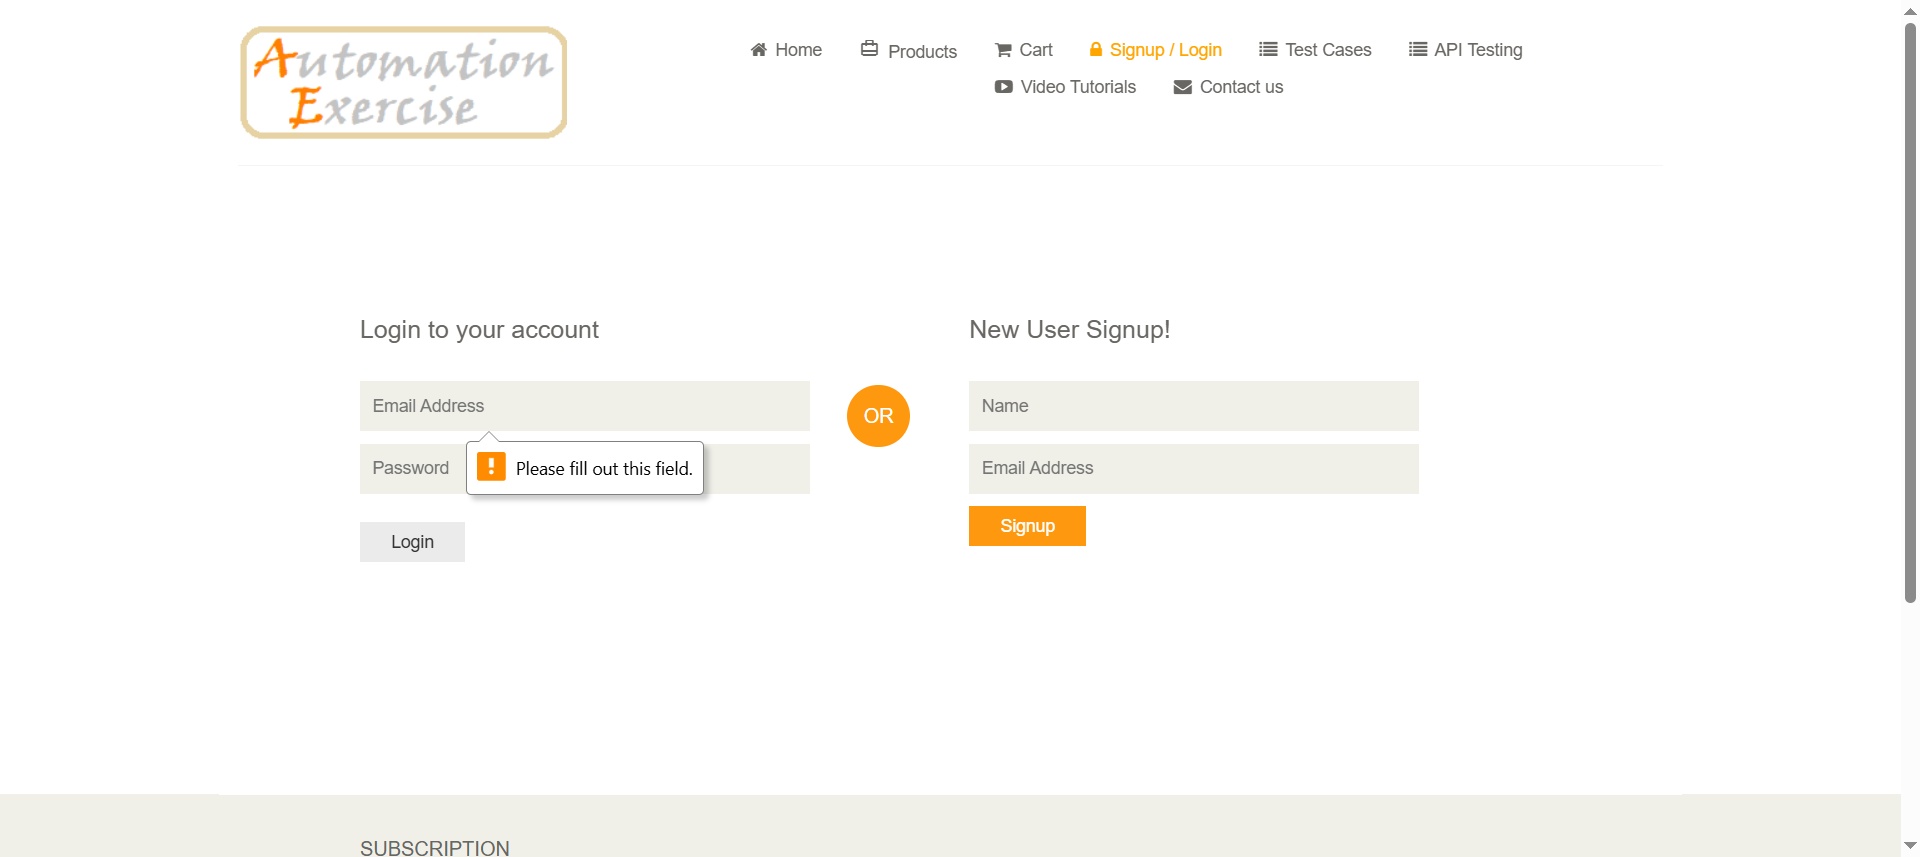 Automation
Exercise
Home
Products
Cart
Signup / Login
Test Cases
API Testing
Video Tutorials
Contact us
Login to your account
Email Address
Password
Please fill out this field.
Login
OR
New User Signup!
Name
Email Address
Signup
SUBSCRIPTION